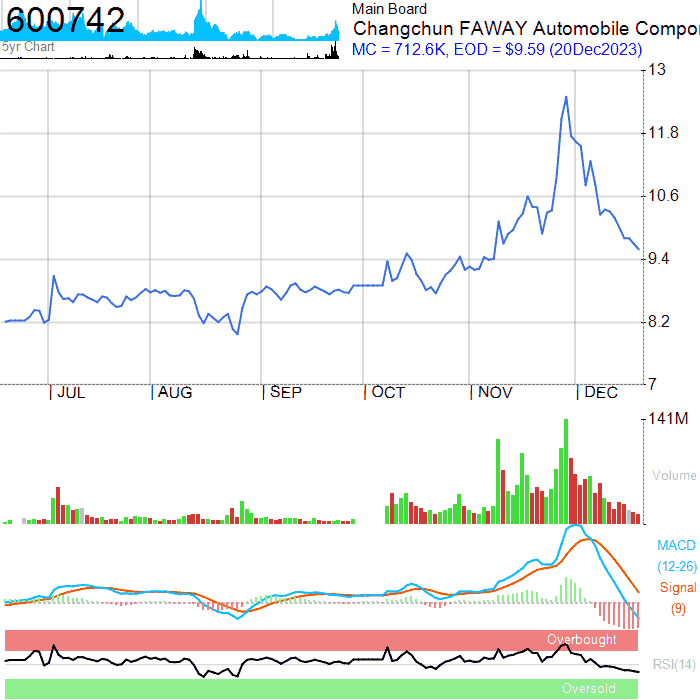 600742
5yr Chart
Main Board
Changchun FAWAY Automobile Compo
MC = 712.6K, EOD = $9.59 (20Dec2023)
13
11.8
10.6
9.4
8.2
7
JUL
AUG
SEP
OCT
NOV
DEC
141M
Volume
MACD
(12-26)
Signal
(9)
Overbought
RSI(14)
Oversold